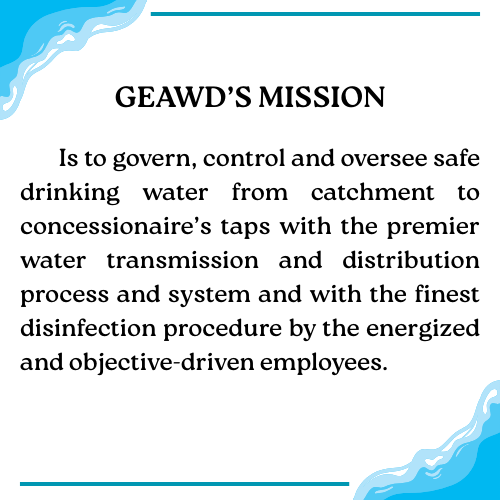 GEAWD’S MISSION
Is to govern, control and oversee safe
drinking water from catchment to
concessionaire’s taps with the premier
water transmission and distribution
process and system and with the finest
disinfection procedure by the energized
and objective-driven employees.